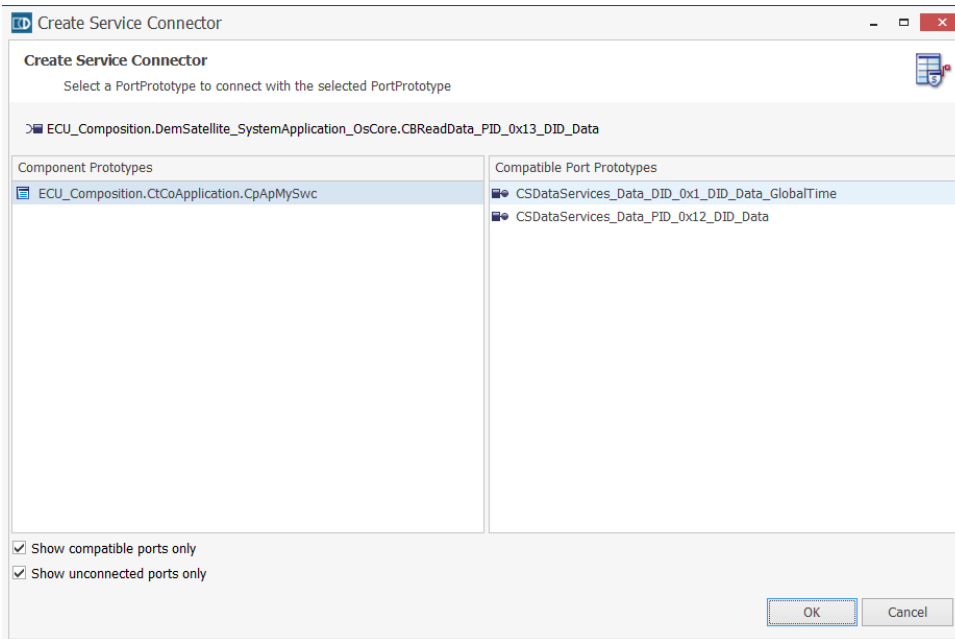 Create Service Connector
Create Service Connector
Select a PortPrototype to connect with the selected PortPrototype
ECU_Composition.DemSatellite_SystemApplication_OsCore.CBReadData_PID_0x13_DID_Data
Component Prototypes
ECU_Composition.CtCoApplication.CpApMySwc
Compatible Port Prototypes
CSDataServices_Data_DID_0x1_DID_Data_GlobalTime
CSDataServices_Data_PID_0x12_DID_Data
Show compatible ports only
Show unconnected ports only
OK
Cancel